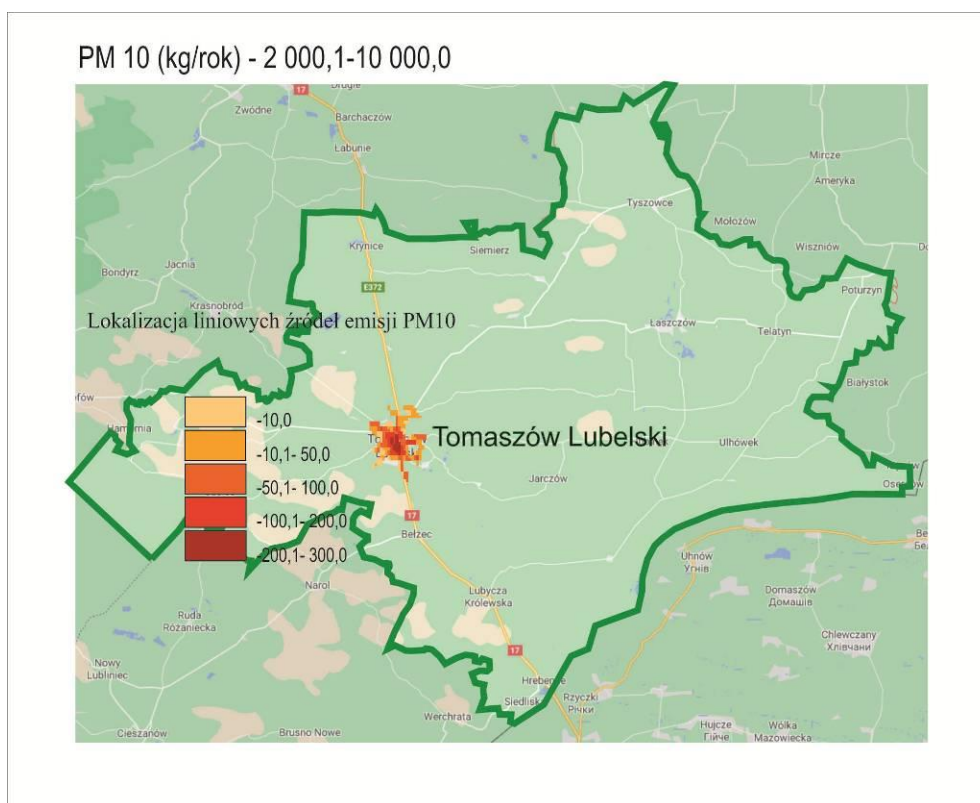 PM 10 (kg/rok) - 2 000,1-10 000,0
17
Zwódne
Barchaczów
Łabunie
Mircze
Ameryka
Tyszowce
Mołożów
Krynice
Siemierz
Wiszniów
Jacnia
Bondyrz
E372
Poturzyn
Krasnobród
Lokalizacja liniowych źródeł emisji PM10
Łaszczów
Telatyn
Białystok
Hamernia
-10,0
-10,1- 50,0
-50,1- 100,0
-100,1- 200,0
-200,1- 300,0
Tomaszów Lubelski
Ulhówek
Jarczów
17
Bełżec
Uhnów
Угнів
Narol
Lubycza
Królewska
Domaszów
Домашів
Ruda
Różaniecka
Chlewczany
Хлівчани
17
Nowy
Lubliniec
Hrebenne
Siedlisk
Rzyczki
Річки
Werchrata
Cieszanów
Brusno Nowe
Hujcze
Гійче
Wólka
Mazowiecka